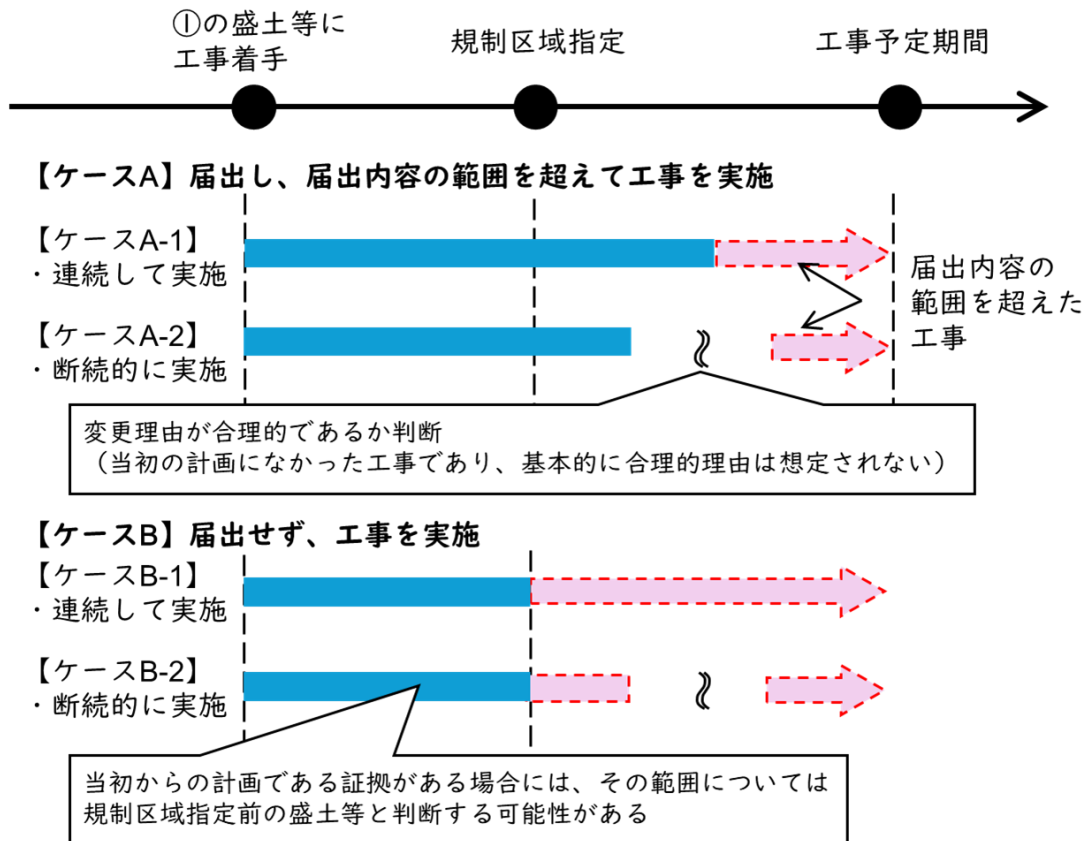 ①の盛土等に
工事着手
規制区域指定
工事予定期間
【ケースA】届出し、届出内容の範囲を超えて工事を実施
【ケースA-1】
・連続して実施
【ケースA-2】
・断続的に実施
届出内容の
範囲を超えた
工事
変更理由が合理的であるか判断
（当初の計画になかった工事であり、基本的に合理的理由は想定されない）
【ケースB】届出せず、工事を実施
【ケースB-1】
・連続して実施
【ケースB-2】
・断続的に実施
当初からの計画である証拠がある場合には、その範囲については
規制区域指定前の盛土等と判断する可能性がある